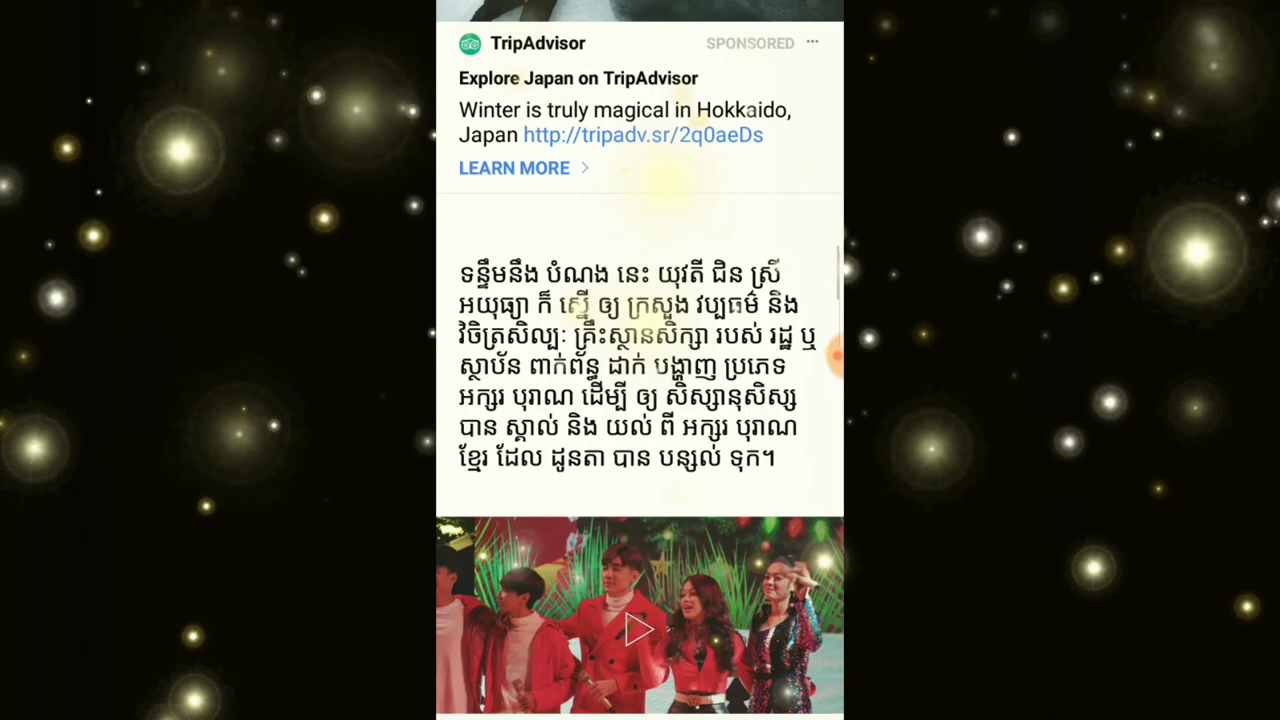 TripAdvisor
SPONSORED
Explore Japan on TripAdvisor
Winter is truly magical in Hokkaido,
Japan http://tripadv.sr/2q0aeDs
LEARN MORE
ទន្ទឹមនឹង បំណង នេះ យុវតី ជិន ស្រី
អយុធ្យា ក៏ ស្នើ ឲ្យ ក្រសួង វប្បធម៌ និង
វិចិត្រសិល្បៈ គ្រឹះស្ថានសិក្សា របស់ រដ្ឋ ឬ
ស្ថាប័ន ពាក់ព័ន្ធ ដាក់ បង្ហាញ ប្រភេទ
អក្សរ បុរាណ ដើម្បី ឲ្យ សិស្សានុសិស្ស
បាន ស្គាល់ និង យល់ ពី អក្សរ បុរាណ
ខ្មែរ ដែល ដូនតា បាន បន្សល់ ទុក។